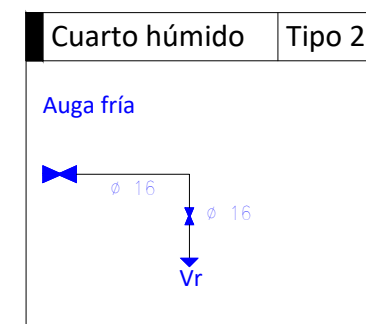 Cuarto húmido Tipo 2
Auga fría
ø 16
ø 16
Vr